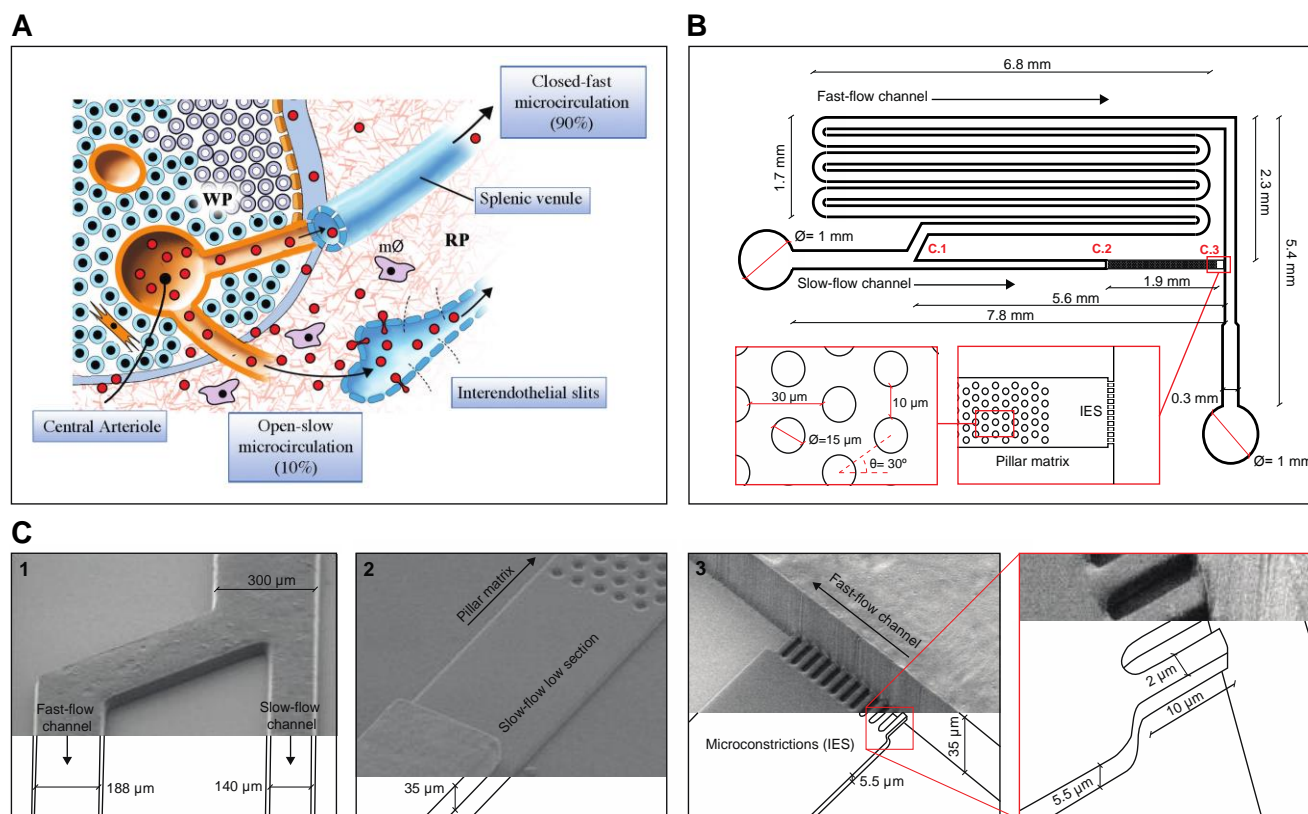 A
Closed-fast
microcirculation
(90%)
WP
Splenic venule
mØ
RP
Interendothelial slits
Central Arteriole
Open-slow
microcirculation
(10%)
B
6.8 mm
Fast-flow channel
1.7 mm
2.3 mm
Ø= 1 mm
C.1
C.2
C.3
5.4 mm
Slow-flow channel
1.9 mm
5.6 mm
7.8 mm
30 µm
10 µm
Ø=15 µm
θ= 30º
IES
Pillar matrix
0.3 mm
Ø= 1 mm
C
1
300 µm
Fast-flow
channel
Slow-flow
channel
188 µm
140 µm
2
Pillar matrix
Slow-flow low section
35 µm
3
Fast-flow
channel
Microconstrictions (IES)
5.5 µm
35 µm
2 µm
10 µm
5.5 µm